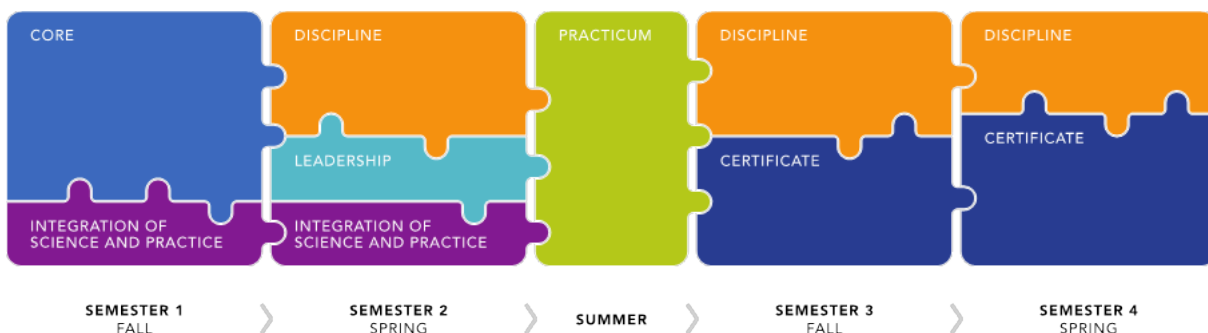 CORE
INTEGRATION OF
SCIENCE AND PRACTICE
DISCIPLINE
LEADERSHIP
INTEGRATION OF
SCIENCE AND PRACTICE
PRACTICUM
DISCIPLINE
CERTIFICATE
DISCIPLINE
CERTIFICATE
SEMESTER 1
FALL
SEMESTER 2
SPRING
SUMMER
SEMESTER 3
FALL
SEMESTER 4
SPRING